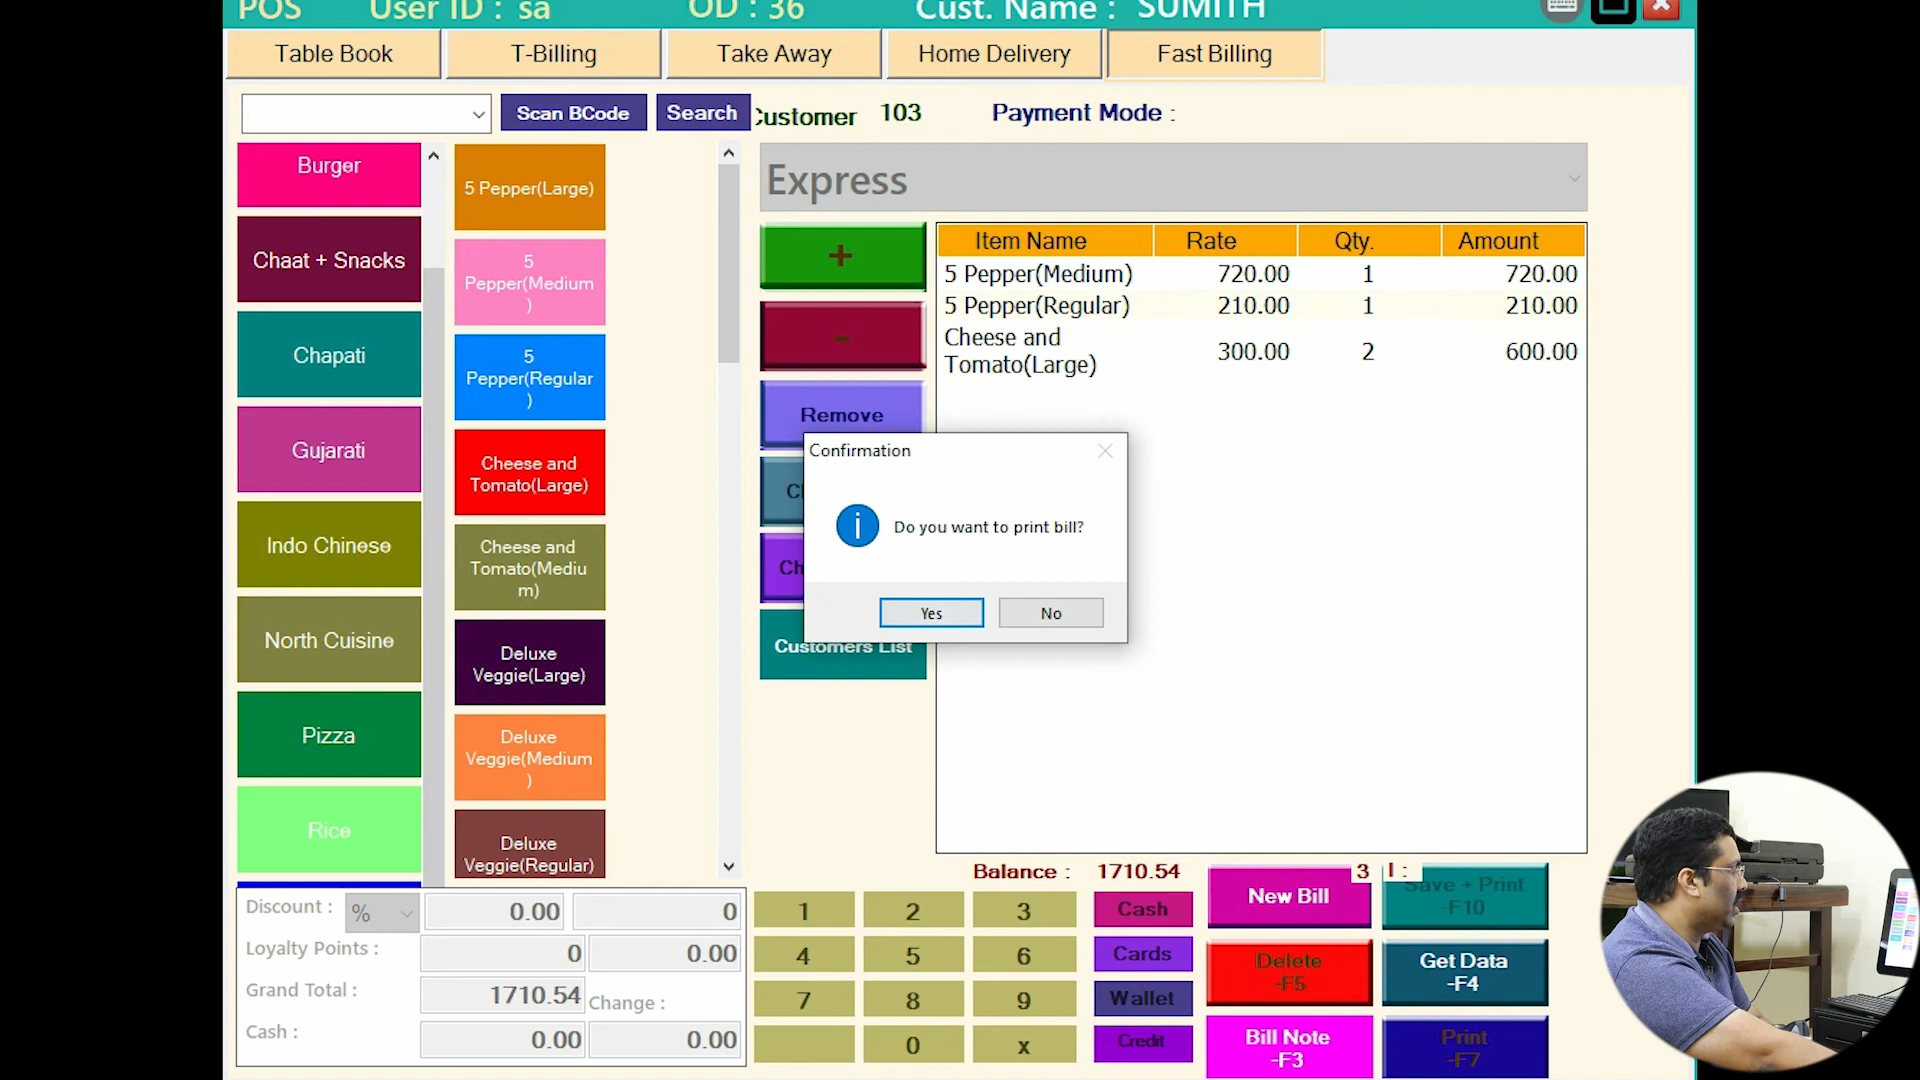 POS User ID : sa OD : 36 Cust. Name : SUMITH
Table Book
T-Billing
Take Away
Home Delivery
Fast Billing
Scan BCode
Search
Customer 103
Payment Mode :
Burger
Chaat + Snacks
Chapati
Gujarati
Indo Chinese
North Cuisine
Pizza
Rice
5 Pepper(Large)
5
Pepper(Medium
)
5
Pepper(Regular
)
Cheese and
Tomato(Large)
Cheese and
Tomato(Mediu
m)
Deluxe
Veggie(Large)
Deluxe
Veggie(Medium
)
Deluxe
Veggie(Regular)
Express
+
-
Remove
Cl
Ch
Customers List
Item Name Rate Qty. Amount
5 Pepper(Medium) 720.00 1 720.00
5 Pepper(Regular) 210.00 1 210.00
Cheese and
Tomato(Large) 300.00 2 600.00
Confirmation
Do you want to print bill?
Yes
No
Balance : 1710.54
Discount : % 0.00 0
Loyalty Points : 0 0.00
Grand Total : 1710.54 Change :
Cash : 0.00 0.00
1 2 3
4 5 6
7 8 9
0 x
Cash
Cards
Wallet
Credit
New Bill
3
Delete
-F5
Bill Note
-F3
Save + Print
-F10
Get Data
-F4
Print
-F7